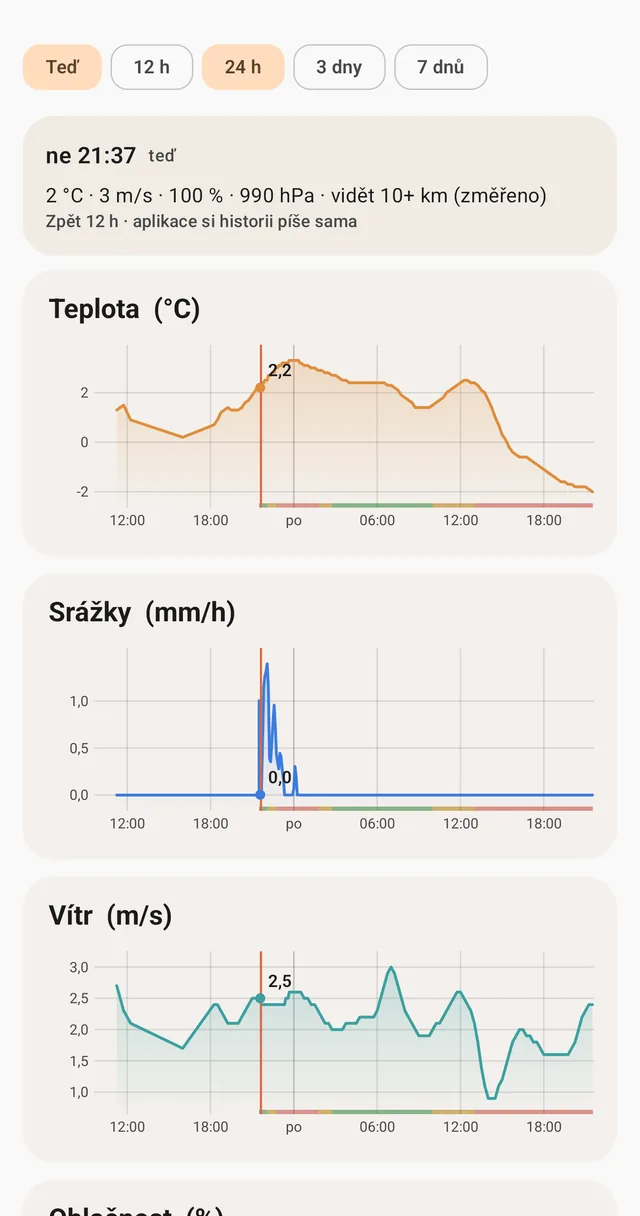 Teď 12 h 24 h 3 dny 7 dnů
ne 21:37 teď
2 °C · 3 m/s · 100 % · 990 hPa · vidět 10+ km (změřeno)
Zpět 12 h · aplikace si historii píše sama
Teplota (°C)
2,2
2
0
-2
12:00 18:00 po 06:00 12:00 18:00
Srážky (mm/h)
1,0
0,5
0,0
0,0
12:00 18:00 po 06:00 12:00 18:00
Vítr (m/s)
3,0
2,5
2,5
2,0
1,5
1,0
12:00 18:00 po 06:00 12:00 18:00
Oblačnost (%)